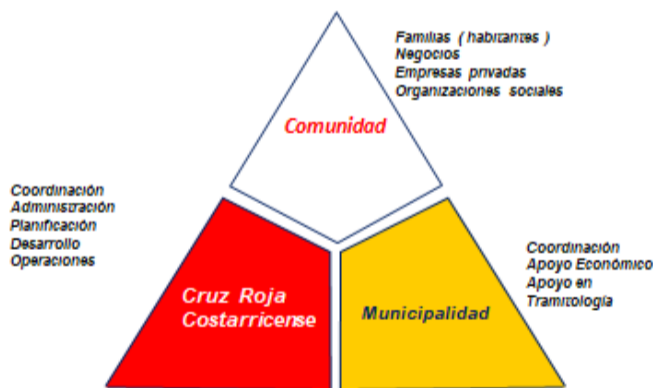 Familias ( habitantes )
Negocios
Empresas privadas
Organizaciones sociales
Comunidad
Coordinación
Administración
Planificación
Desarrollo
Operaciones
Cruz Roja
Costarricense
Municipalidad
Coordinación
Apoyo Económico
Apoyo en
Tramitología